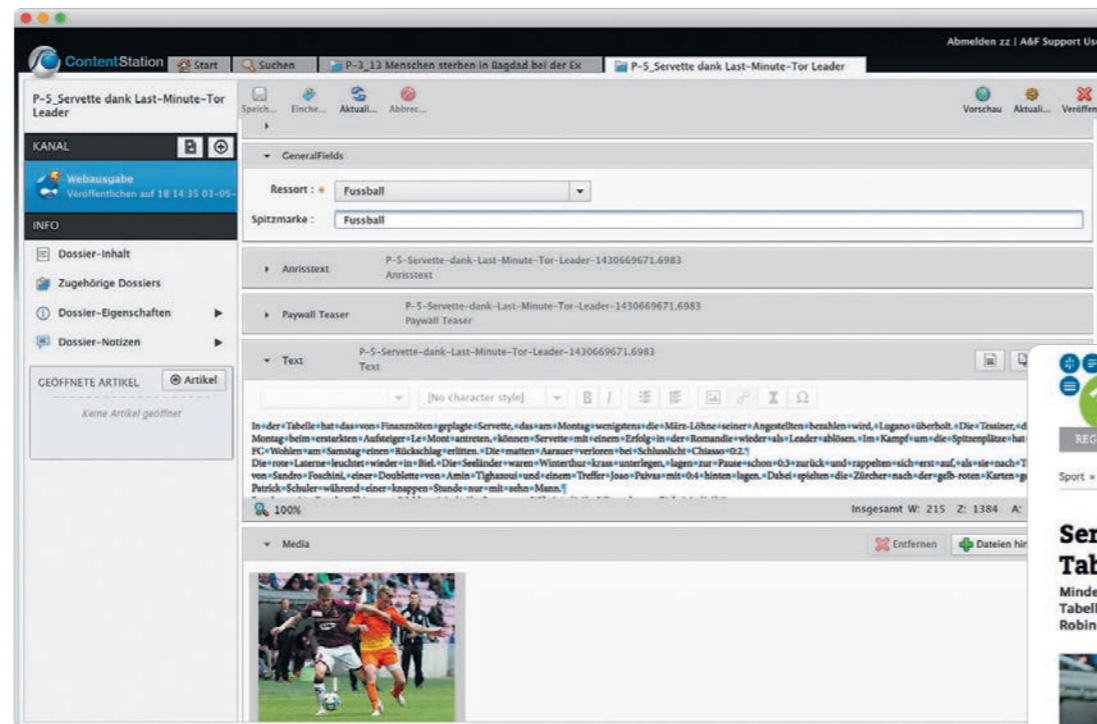 Abmelden zz | A&F Support Us
ContentStation
Start
Suchen
P-3_13 Menschen sterben in Bagdad bei der Ex
P-5_Servette dank Last-Minute-Tor Leader
P-5_Servette dank Last-Minute-Tor
Leader
Speich...
Einche...
Aktuali...
Abbrec...
Vorschau
Aktuali...
Veröffen
KANAL
Webausgabe
Veröffentlichen auf 18:14:35 03-05-
INFO
Dossier-Inhalt
Zugehörige Dossiers
Dossier-Eigenschaften
Dossier-Notizen
GEÖFFNETE ARTIKEL
Artikel
Keine Artikel geöffnet
GeneralFields
Ressort :
Fussball
Spitzmarke :
Fussball
Anrisstext
P-5-Servette-dank-Last-Minute-Tor-Leader-1430669671.6983
Anrisstext
Paywall Teaser
P-5-Servette-dank-Last-Minute-Tor-Leader-1430669671.6983
Paywall Teaser
Text
P-5-Servette-dank-Last-Minute-Tor-Leader-1430669671.6983
Text
[No character style]
B I
In der Tabelle hat das von Finanznöten geplagte Servette, das am Montag wenigstens die März-Löhne seiner Angestellten bezahlen wird, Lugano überholt. Die Tessiner, d
Montag beim erstarkten Aufsteiger Le Mont antreten, können Servette mit einem Erfolg in der Romandie wieder als Leader ablösen. Im Kampf um die Spitzenplätze hat
FC Wohlen am Samstag einen Rückschlag erlitten. Die matten Aarauer verloren bei Schlusslicht Chiasso 0:2.¶
Die rote Laterne leuchtet wieder in Biel. Die Seeländer waren Winterthur krass unterlegen, lagen zur Pause schon 0:3 zurück und rappelten sich erst auf, als sie nach T
von Sandro Foschini, einer Doublette von Amin Tighazoui und einem Treffer Joao Paivas mit 0:4 hinten lagen. Dabei spielten die Zürcher nach der gelb-roten Karten g
Patrick Schuler während einer knappen Stunde nur mit zehn Mann.¶
100%
Insgesamt W: 215 Z: 1384 A:
Media
Entfernen
Dateien hin
REG
Sport »
Ser
Tab
Minde
Tabell
Robin